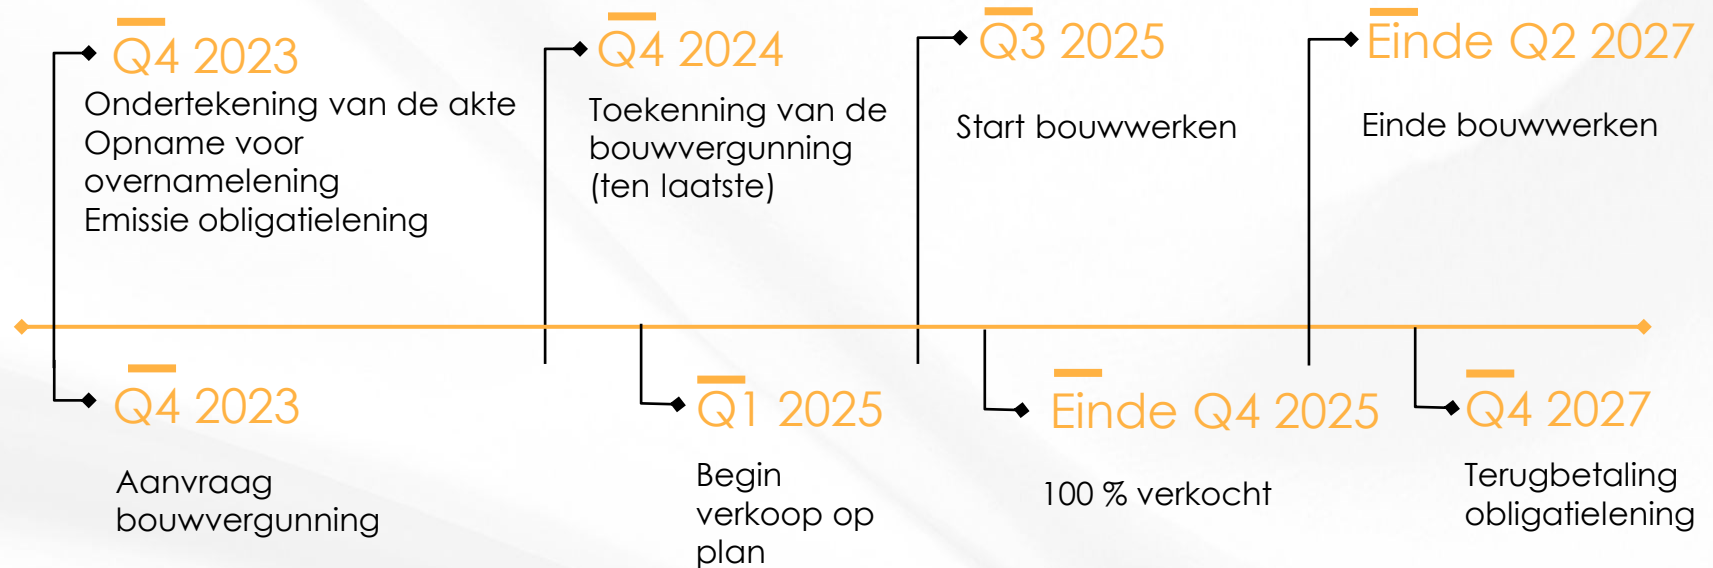 Q4 2023
Ondertekening van de akte
Opname voor
overnamelening
Emissie obligatielening
Q4 2024
Toekenning van de
bouwvergunning
(ten laatste)
Q3 2025
Start bouwwerken
Einde Q2 2027
Einde bouwwerken
Q4 2023
Aanvraag
bouwvergunning
Q1 2025
Begin
verkoop op
plan
Einde Q4 2025
100 % verkocht
Q4 2027
Terugbetaling
obligatielening